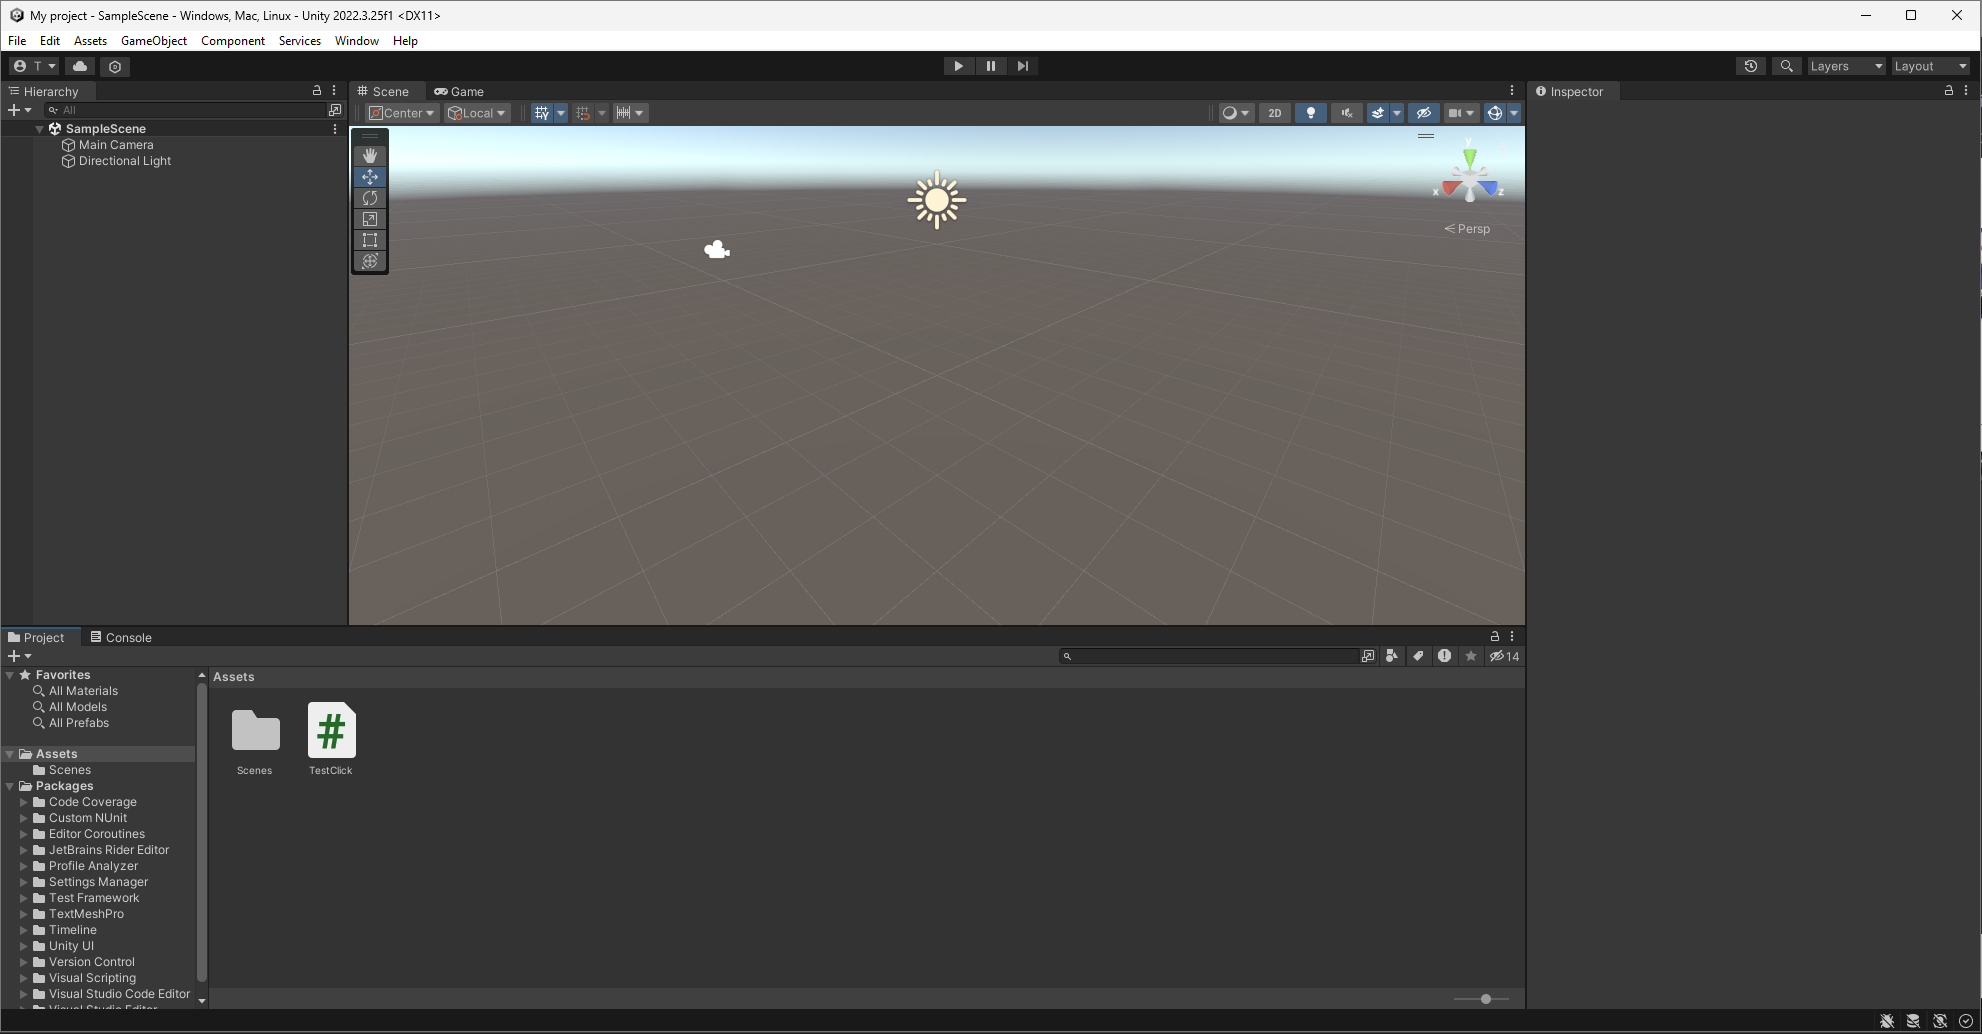 My project - SampleScene - Windows, Mac, Linux - Unity 2022.3.25f1 <DX11>
File Edit Assets GameObject Component Services Window Help
T
Layers
Layout
Hierarchy
All
SampleScene
Main Camera
Directional Light
Scene
Game
Center
Local
2D
y
x
z
Persp
Inspector
Project
Console
14
Favorites
All Materials
All Models
All Prefabs
Assets
Scenes
Packages
Code Coverage
Custom NUnit
Editor Coroutines
JetBrains Rider Editor
Profile Analyzer
Settings Manager
Test Framework
TextMeshPro
Timeline
Unity UI
Version Control
Visual Scripting
Visual Studio Code Editor
Visual Studio Editor
Assets
#
Scenes
TestClick